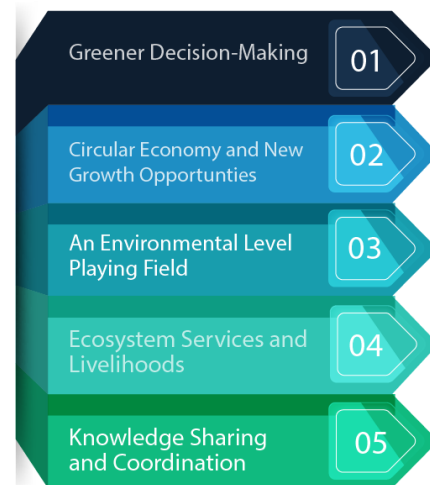 Greener Decision-Making
01
Circular Economy and New
Growth Opportunties
02
An Environmental Level
Playing Field
03
Ecosystem Services and
Livelihoods
04
Knowledge Sharing
and Coordination
05